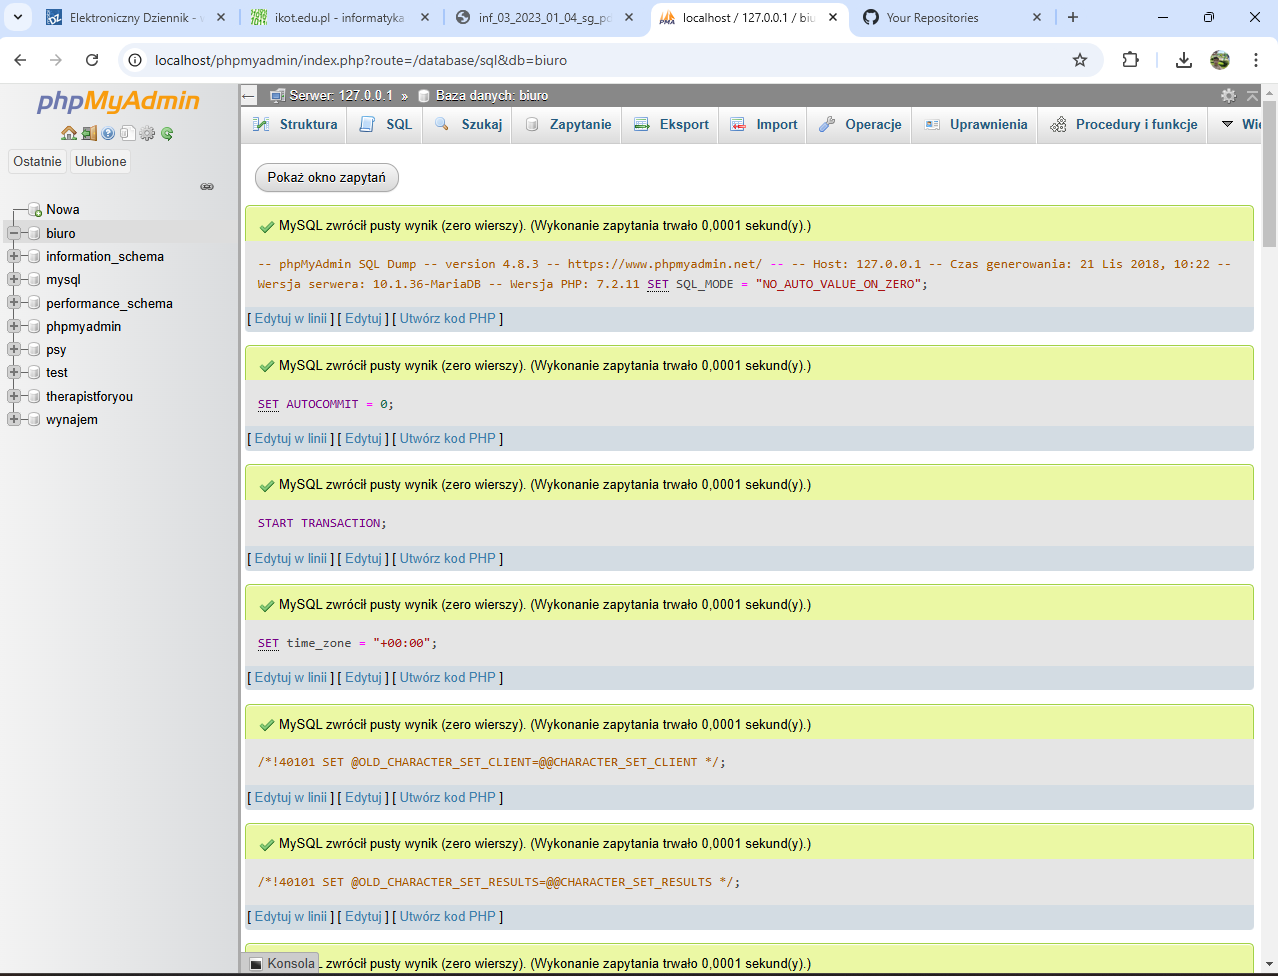 Elektroniczny Dziennik -
ikot.edu.pl - informatyka
inf_03_2023_01_04_sg_pd
localhost / 127.0.0.1 / biu
Your Repositories
localhost/phpmyadmin/index.php?route=/database/sql&db=biuro
phpMyAdmin
Ostatnie
Ulubione
Nowa
biuro
information_schema
mysql
performance_schema
phpmyadmin
psy
test
therapistforyou
wynajem
Serwer: 127.0.0.1 » Baza danych: biuro
Struktura
SQL
Szukaj
Zapytanie
Eksport
Import
Operacje
Uprawnienia
Procedury i funkcje
Wię
Pokaż okno zapytań
MySQL zwrócił pusty wynik (zero wierszy). (Wykonanie zapytania trwało 0,0001 sekund(y).)
-- phpMyAdmin SQL Dump -- version 4.8.3 -- https://www.phpmyadmin.net/ -- -- Host: 127.0.0.1 -- Czas generowania: 21 Lis 2018, 10:22 --
Wersja serwera: 10.1.36-MariaDB -- Wersja PHP: 7.2.11 SET SQL_MODE = "NO_AUTO_VALUE_ON_ZERO";
[ Edytuj w linii ] [ Edytuj ] [ Utwórz kod PHP ]
MySQL zwrócił pusty wynik (zero wierszy). (Wykonanie zapytania trwało 0,0001 sekund(y).)
SET AUTOCOMMIT = 0;
[ Edytuj w linii ] [ Edytuj ] [ Utwórz kod PHP ]
MySQL zwrócił pusty wynik (zero wierszy). (Wykonanie zapytania trwało 0,0001 sekund(y).)
START TRANSACTION;
[ Edytuj w linii ] [ Edytuj ] [ Utwórz kod PHP ]
MySQL zwrócił pusty wynik (zero wierszy). (Wykonanie zapytania trwało 0,0001 sekund(y).)
SET time_zone = "+00:00";
[ Edytuj w linii ] [ Edytuj ] [ Utwórz kod PHP ]
MySQL zwrócił pusty wynik (zero wierszy). (Wykonanie zapytania trwało 0,0001 sekund(y).)
/*!40101 SET @OLD_CHARACTER_SET_CLIENT=@@CHARACTER_SET_CLIENT */;
[ Edytuj w linii ] [ Edytuj ] [ Utwórz kod PHP ]
MySQL zwrócił pusty wynik (zero wierszy). (Wykonanie zapytania trwało 0,0001 sekund(y).)
/*!40101 SET @OLD_CHARACTER_SET_RESULTS=@@CHARACTER_SET_RESULTS */;
[ Edytuj w linii ] [ Edytuj ] [ Utwórz kod PHP ]
Konsola
L zwrócił pusty wynik (zero wierszy). (Wykonanie zapytania trwało 0,0001 sekund(y).)